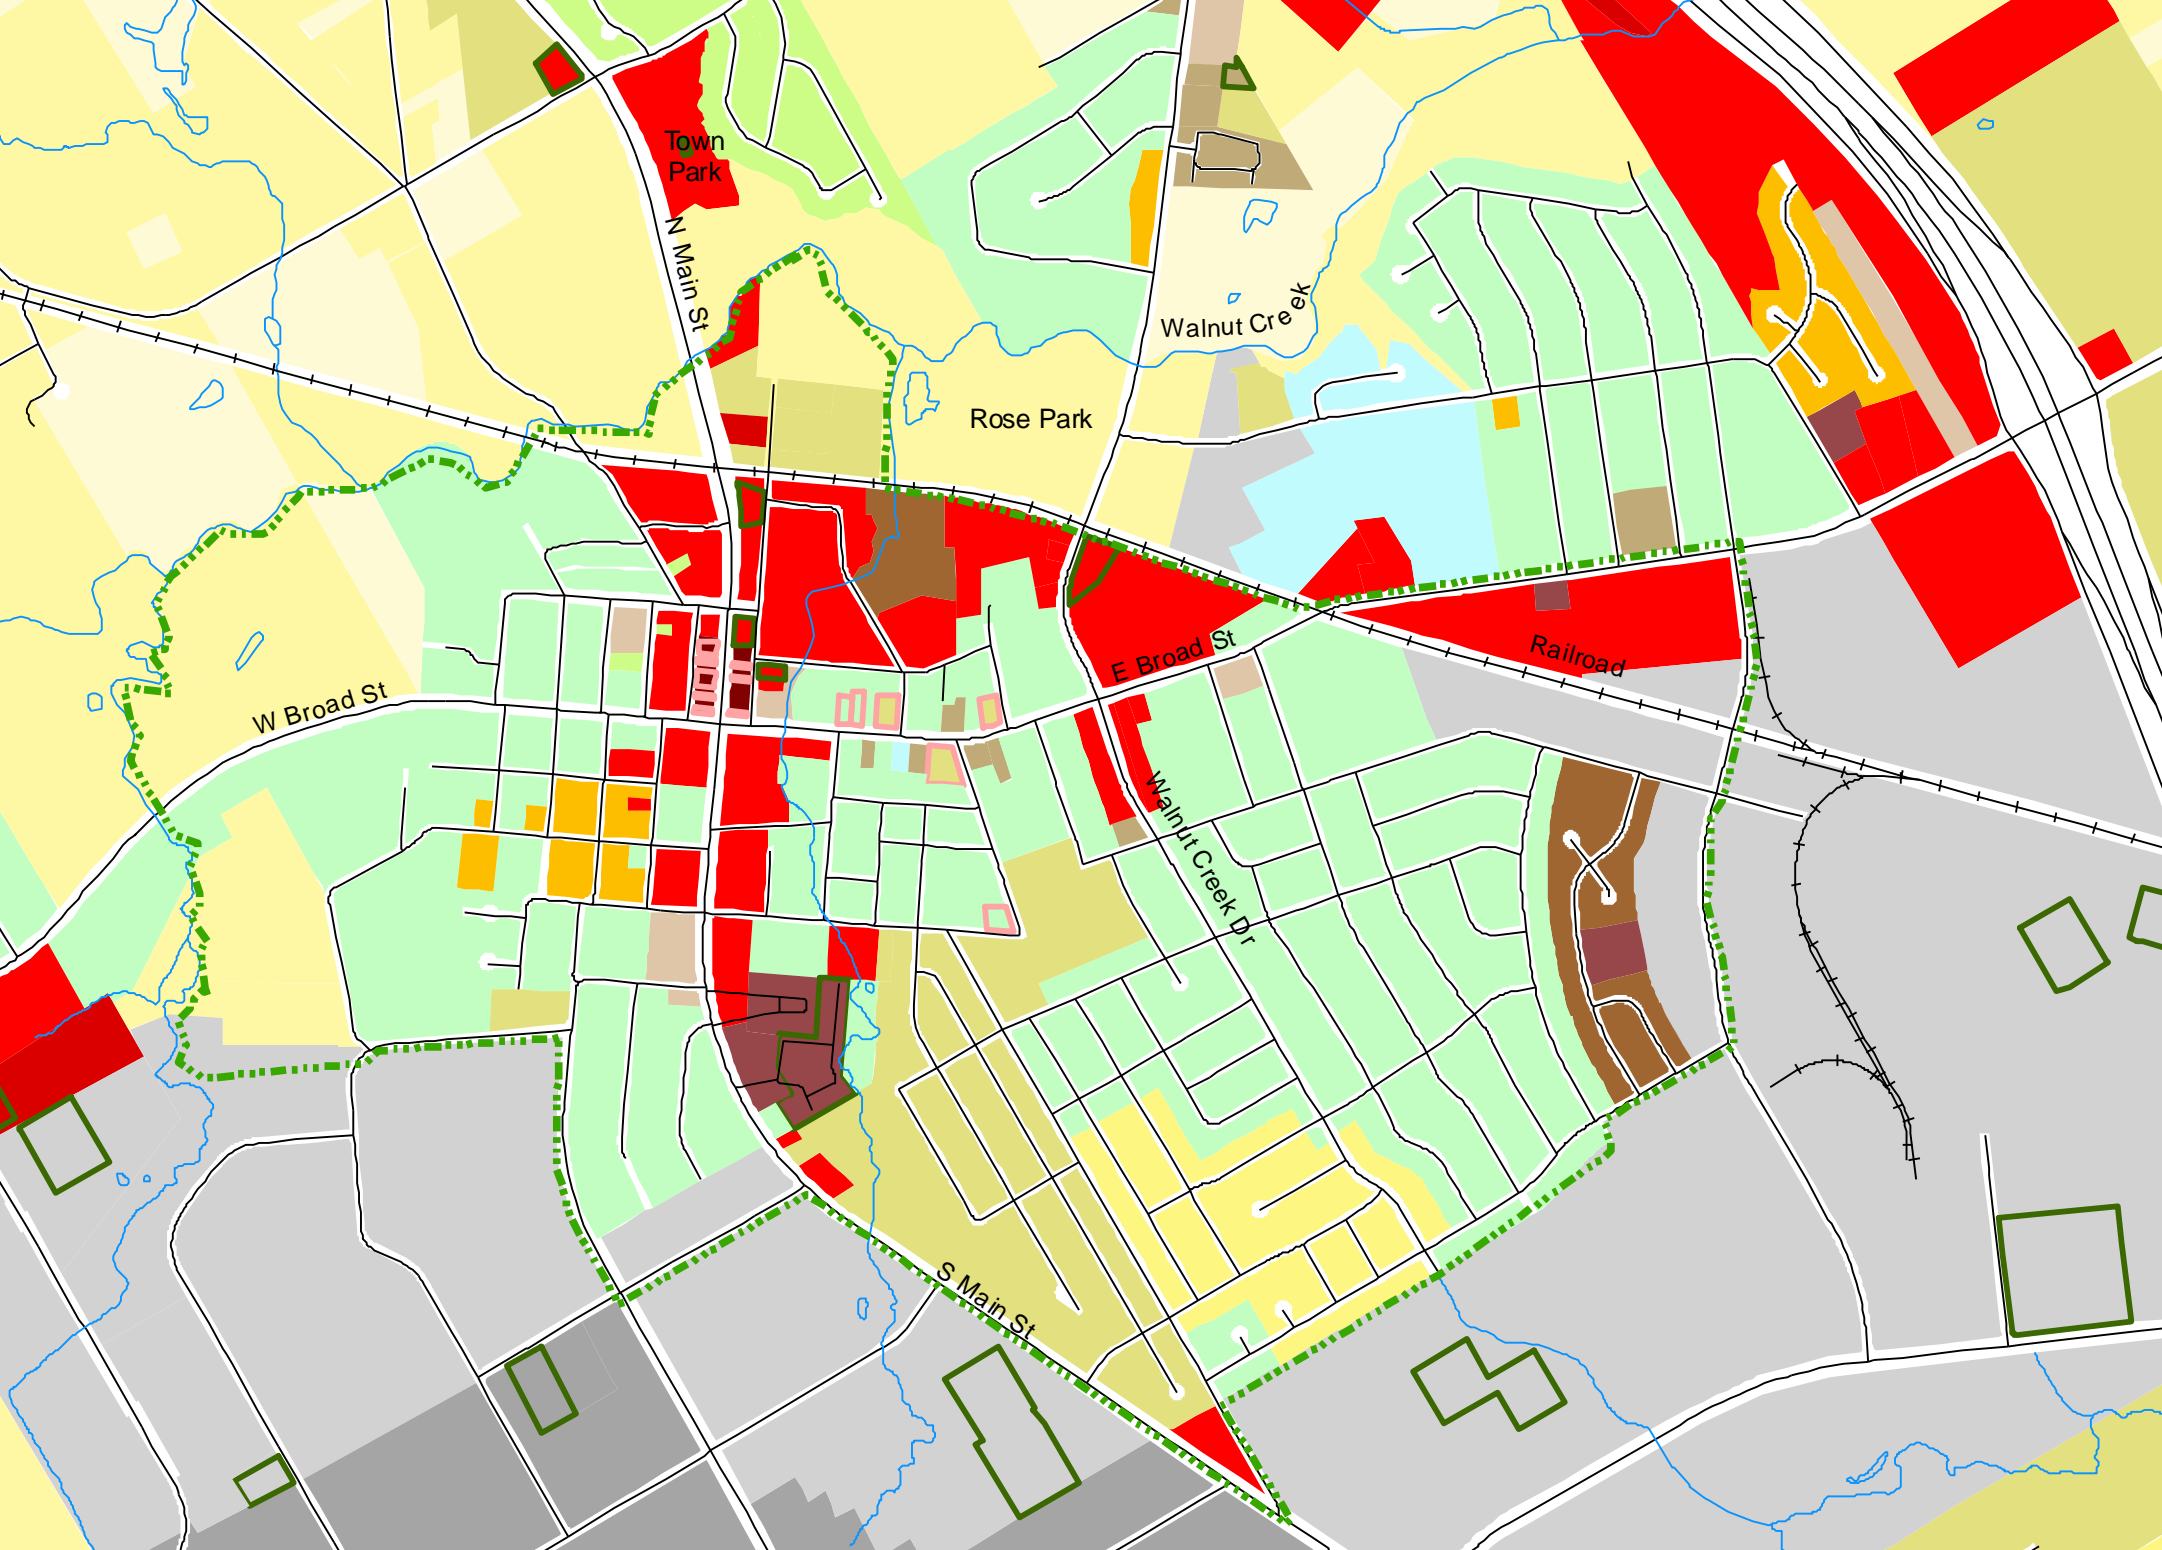 Town
Park
N Main St
Walnut Creek
Rose Park
E Broad St
Railroad
W Broad St
Walnut Creek Dr
S Main St